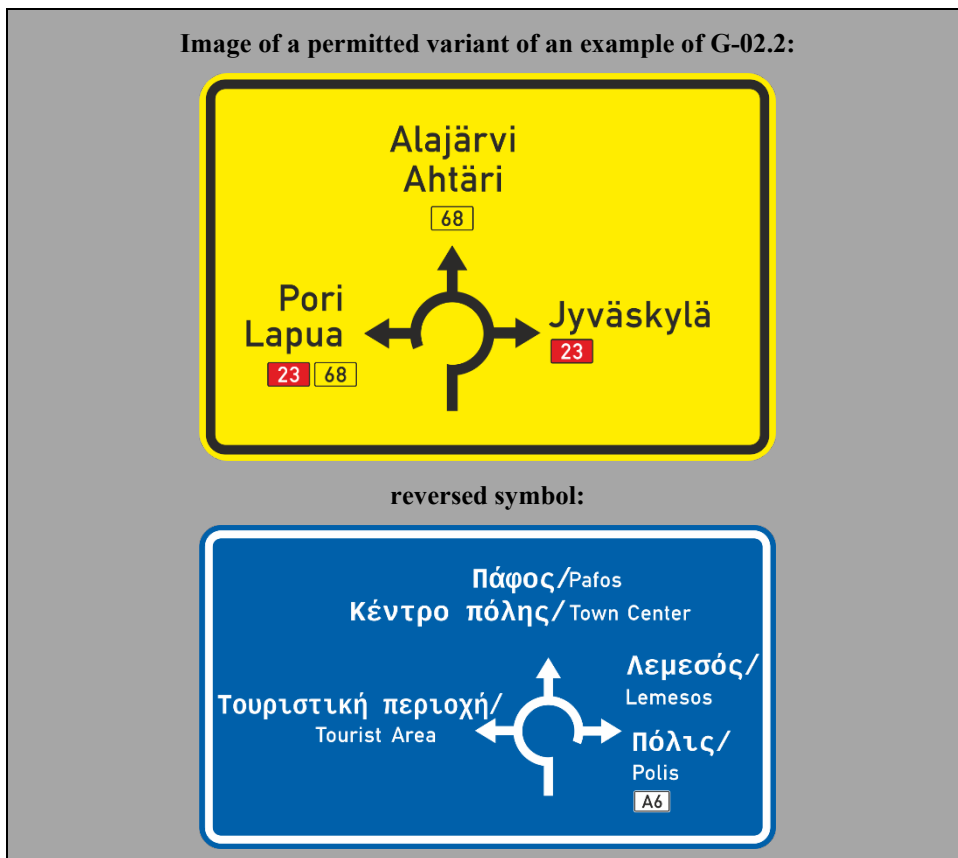 Image of a permitted variant of an example of G-02.2:
Alajärvi
Ahtäri
68
Pori
Lapua
23 68
Jyväskylä
23
reversed symbol:
Πάφος/Pafos
Κέντρο πόλης/Town Center
Τουριστική περιοχή/
Tourist Area
Λεμεσός/
Lemesos
Πόλις/
Polis
A6